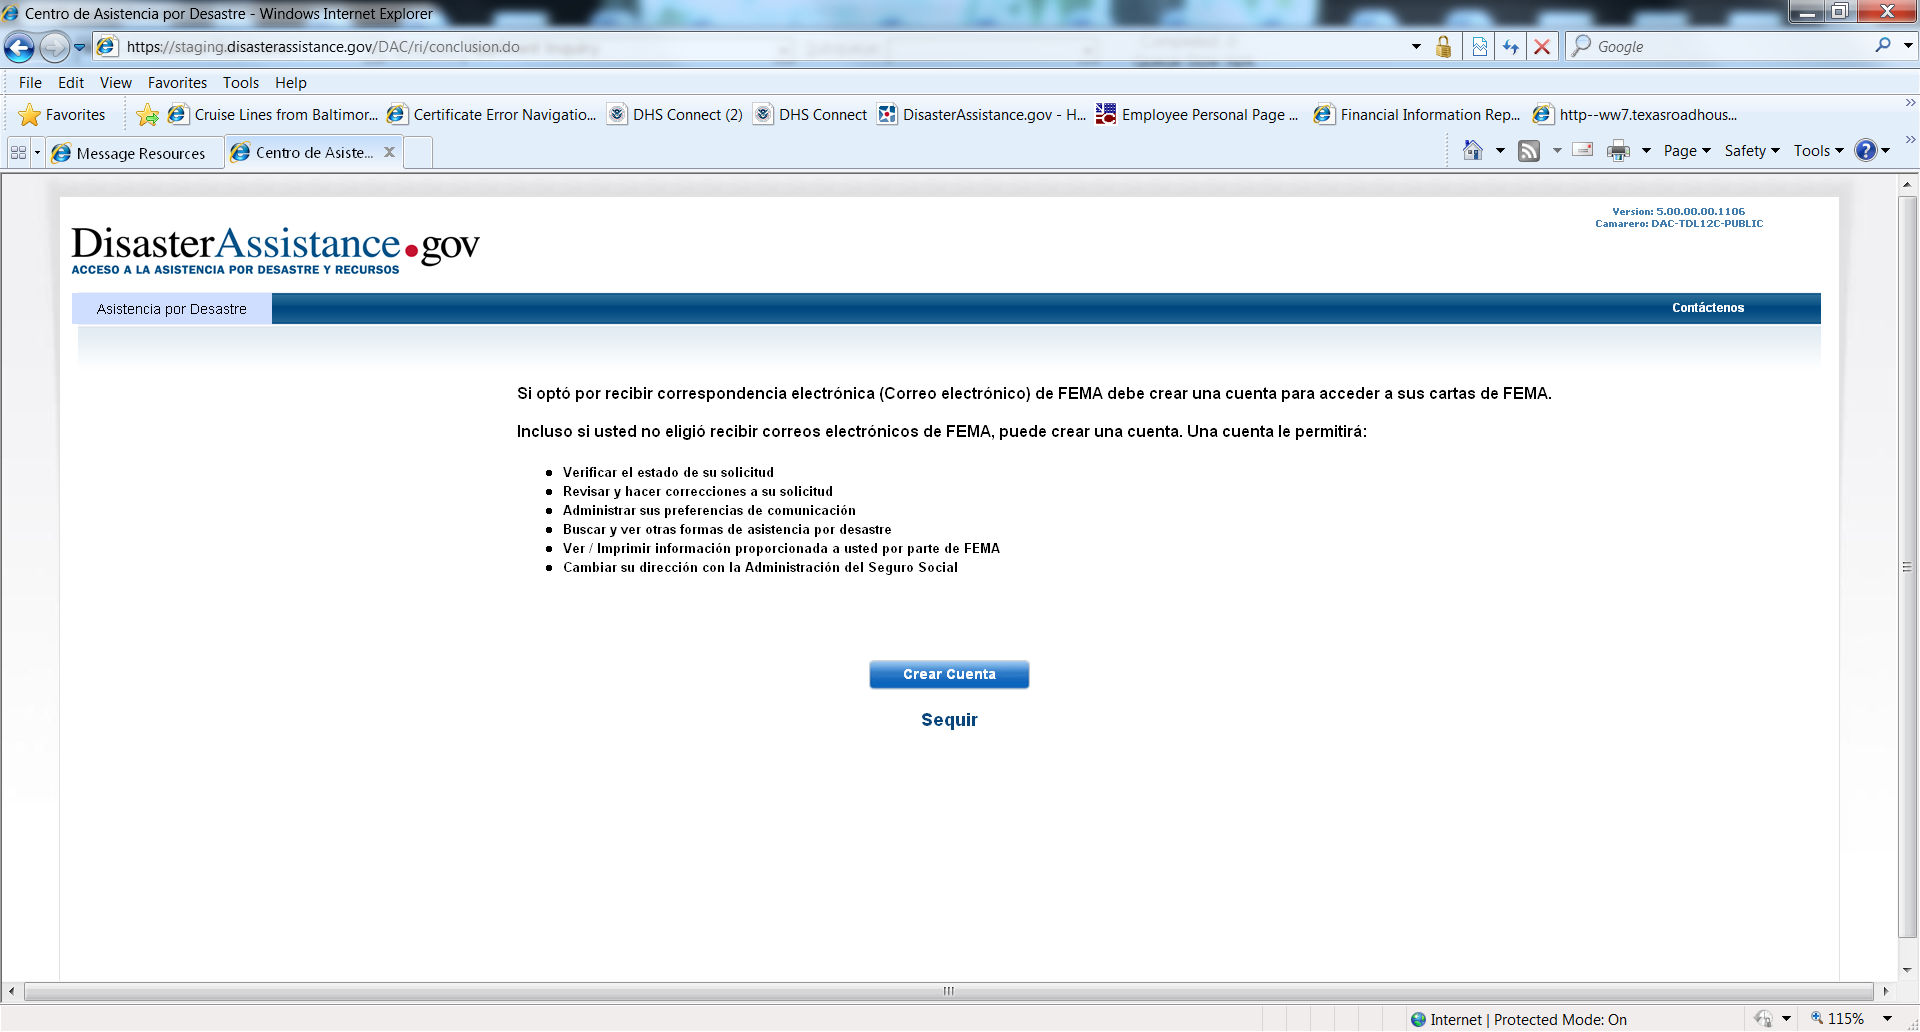 Centro de Asistencia por Desastre - Windows Internet Explorer
https://staging.disasterassistance.gov/DAC/ri/conclusion.do
Google
File Edit View Favorites Tools Help
Favorites Cruise Lines from Baltimor... Certificate Error Navigatio... DHS Connect (2) DHS Connect DisasterAssistance.gov - H... Employee Personal Page ... Financial Information Rep... http--ww7.texasroadhous...
Message Resources Centro de Asiste... Page Safety Tools
Version: 5.00.00.00.1106
Camarero: DAC-TDL12C-PUBLIC
DisasterAssistance.gov
ACCESO A LA ASISTENCIA POR DESASTRE Y RECURSOS
Asistencia por Desastre Contáctenos
Si optó por recibir correspondencia electrónica (Correo electrónico) de FEMA debe crear una cuenta para acceder a sus cartas de FEMA.
Incluso si usted no eligió recibir correos electrónicos de FEMA, puede crear una cuenta. Una cuenta le permitirá:
• Verificar el estado de su solicitud
• Revisar y hacer correcciones a su solicitud
• Administrar sus preferencias de comunicación
• Buscar y ver otras formas de asistencia por desastre
• Ver / Imprimir información proporcionada a usted por parte de FEMA
• Cambiar su dirección con la Administración del Seguro Social
Crear Cuenta
Sequir
Internet | Protected Mode: On 115%